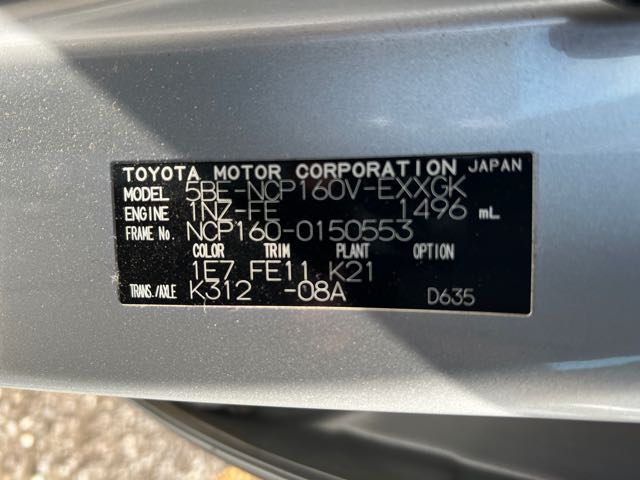 TOYOTA MOTOR CORPORATION JAPAN
MODEL 5BE-NCP160V-EXXGK
ENGINE 1NZ-FE 1496 mL
FRAME No. NCP160-0150553
COLOR TRIM PLANT OPTION
1E7 FE11 K21
TRANS./AXLE K312 -08A D635